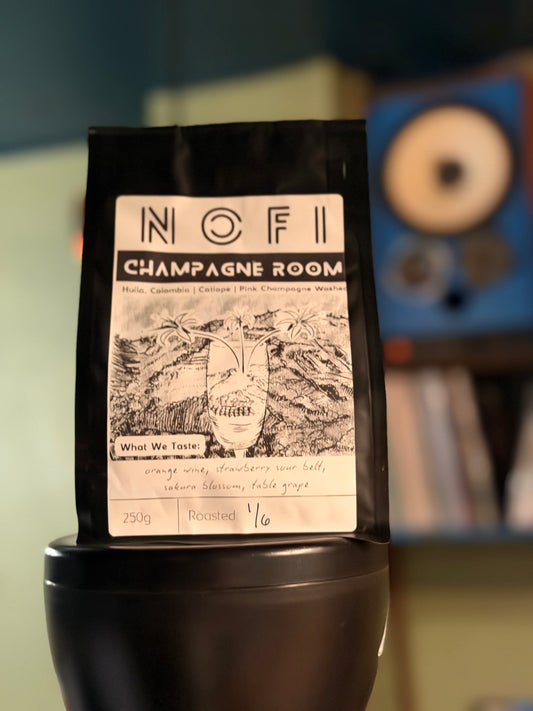 NOFI
CHAMPAGNE ROOM
Huila, Colombia | Catiope | Pink Champagne Washed
What We Taste:
orange wine, strawberry sour belt,
sakura blossom, table grape
250g Roasted: 1/6